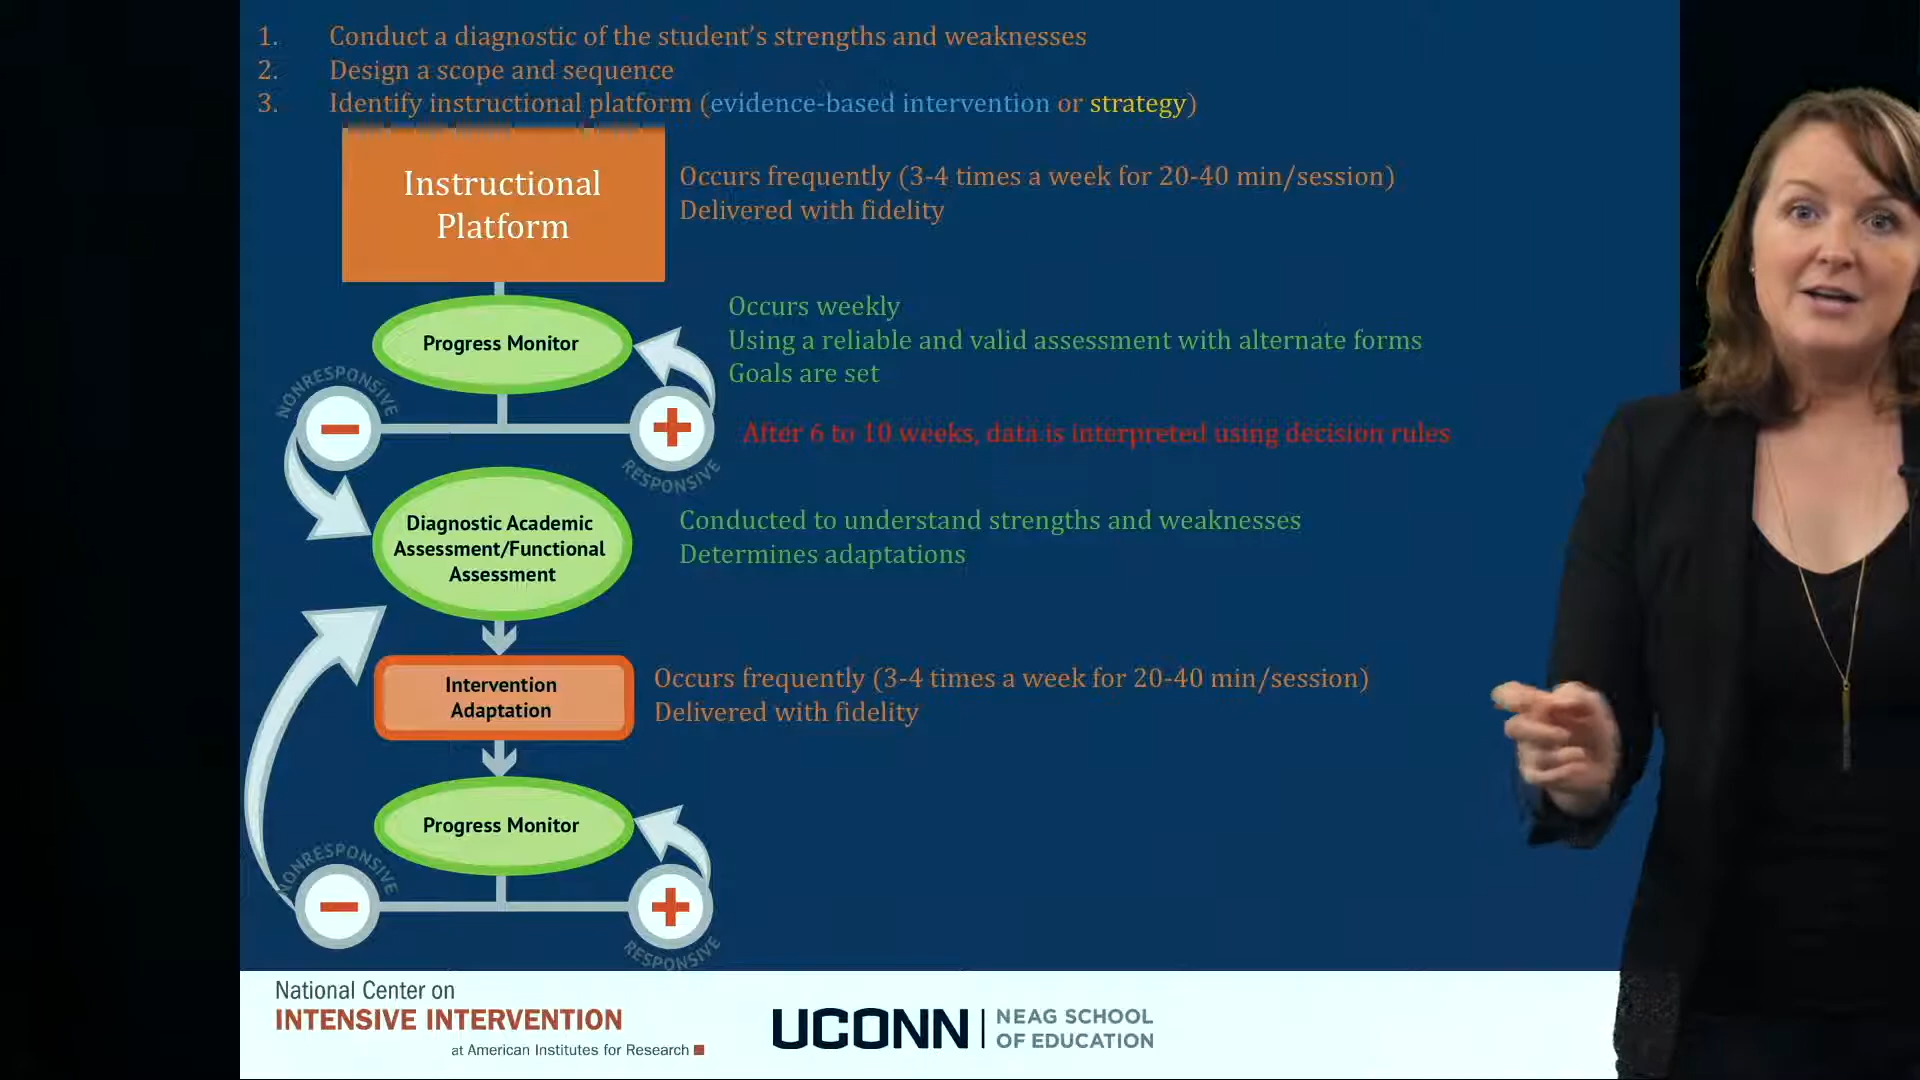 1. Conduct a diagnostic of the student's strengths and weaknesses
2. Design a scope and sequence
3. Identify instructional platform (evidence-based intervention or strategy)
Instructional
Platform
Occurs frequently (3-4 times a week for 20-40 min/session)
Delivered with fidelity
Progress Monitor
Occurs weekly
Using a reliable and valid assessment with alternate forms
Goals are set
NONRESPONSIVE
RESPONSIVE
After 6 to 10 weeks, data is interpreted using decision rules
Diagnostic Academic
Assessment/Functional
Assessment
Conducted to understand strengths and weaknesses
Determines adaptations
Intervention
Adaptation
Occurs frequently (3-4 times a week for 20-40 min/session)
Delivered with fidelity
Progress Monitor
NONRESPONSIVE
RESPONSIVE
National Center on
INTENSIVE INTERVENTION
at American Institutes for Research
UCONN
NEAG SCHOOL
OF EDUCATION